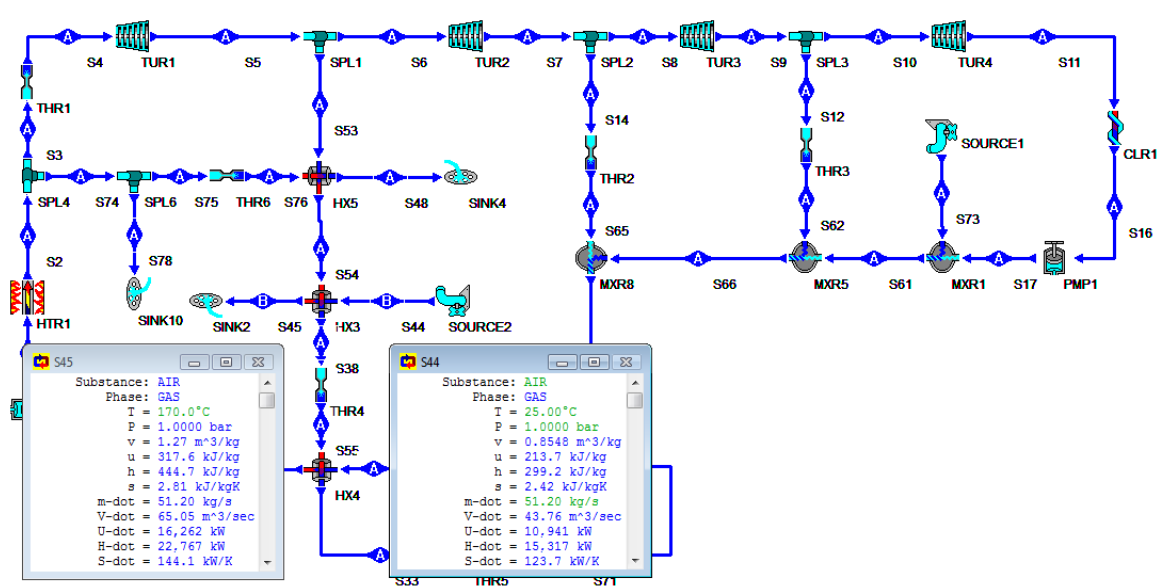 A A A A A A A
S4 TUR1 S5 SPL1 S6 TUR2 S7 SPL2 S8 TUR3 S9 SPL3 S10 TUR4 S11
THR1
A A A A
S53 S14 S12 SOURCE1 CLR1
S3
A A A A A
SPL4 S74 SPL6 S75 THR6 S76 HX5 S48 SINK4 THR2 THR3
A A A A
S65 S62 S73 S16
S2 S78 S54
A A A A
HTR1 SINK10 SINK2 B S45 HX3 B S44 SOURCE2 MXR8 S66 MXR5 S61 MXR1 S17 PMP1
A
S38
THR4
A
S55
A
HX4
A
S33 THR5 S71
S45
Substance: AIR
Phase: GAS
T = 170.0°C
P = 1.0000 bar
v = 1.27 m^3/kg
u = 317.6 kJ/kg
h = 444.7 kJ/kg
s = 2.81 kJ/kgK
m-dot = 51.20 kg/s
V-dot = 65.05 m^3/sec
U-dot = 16,262 kW
H-dot = 22,767 kW
S-dot = 144.1 kW/K
S44
Substance: AIR
Phase: GAS
T = 25.00°C
P = 1.0000 bar
v = 0.8548 m^3/kg
u = 213.7 kJ/kg
h = 299.2 kJ/kg
s = 2.42 kJ/kgK
m-dot = 51.20 kg/s
V-dot = 43.76 m^3/sec
U-dot = 10,941 kW
H-dot = 15,317 kW
S-dot = 123.7 kW/K